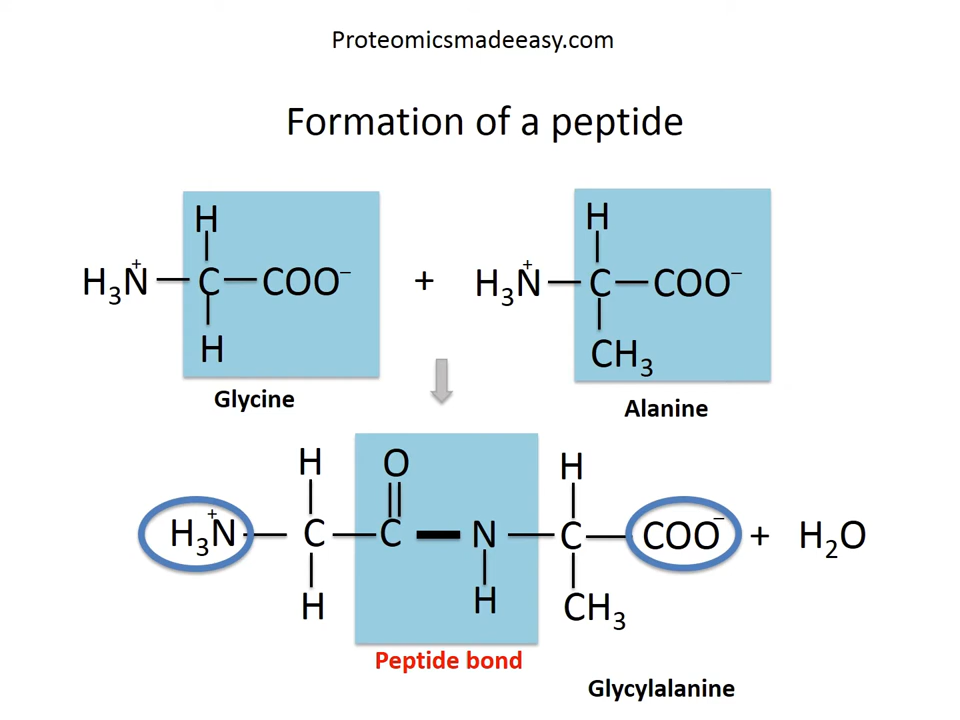 Proteomicsmadeeasy.com
Formation of a peptide
H
H
H₃N⁺ C COO⁻ + H₃N⁺ C COO⁻
H
CH₃
Glycine
Alanine
H O H
H₃N⁺ C C N C COO⁻ + H₂O
H H CH₃
Peptide bond
Glycylalanine